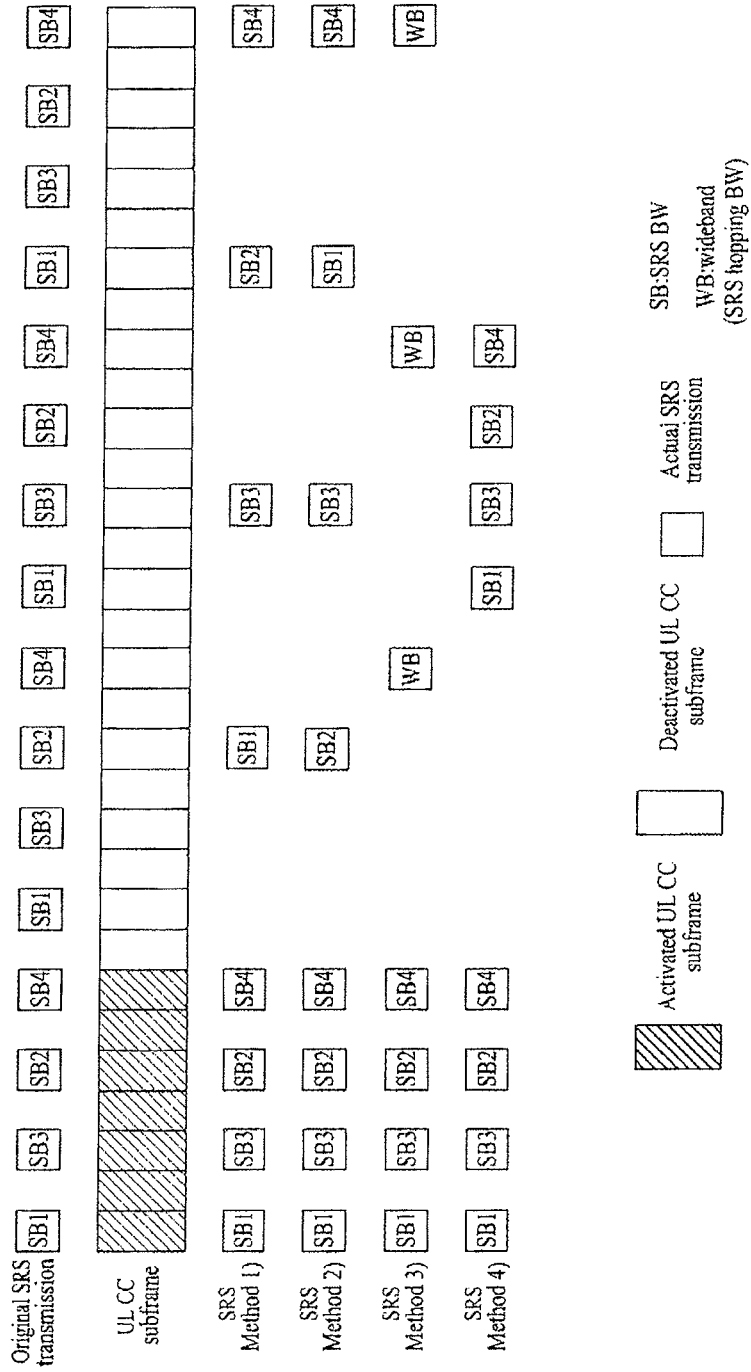 Original SRS
transmission
SB1 SB3 SB2 SB4 SB1 SB3 SB2 SB4 SB1 SB3 SB2 SB4 SB1 SB3 SB2 SB4
UL CC
subframe
SRS
Method 1)
SB1 SB3 SB2 SB4 SB1 SB3 SB2 SB4
SRS
Method 2)
SB1 SB3 SB2 SB4 SB2 SB3 SB1 SB4
SRS
Method 3)
SB1 SB3 SB2 SB4 WB WB WB
SRS
Method 4)
SB1 SB3 SB2 SB4 SB1 SB3 SB2 SB4
Activated UL CC
subframe
Deactivated UL CC
subframe
Actual SRS
transmission
SB:SRS BW
WB:wideband
(SRS hopping BW)